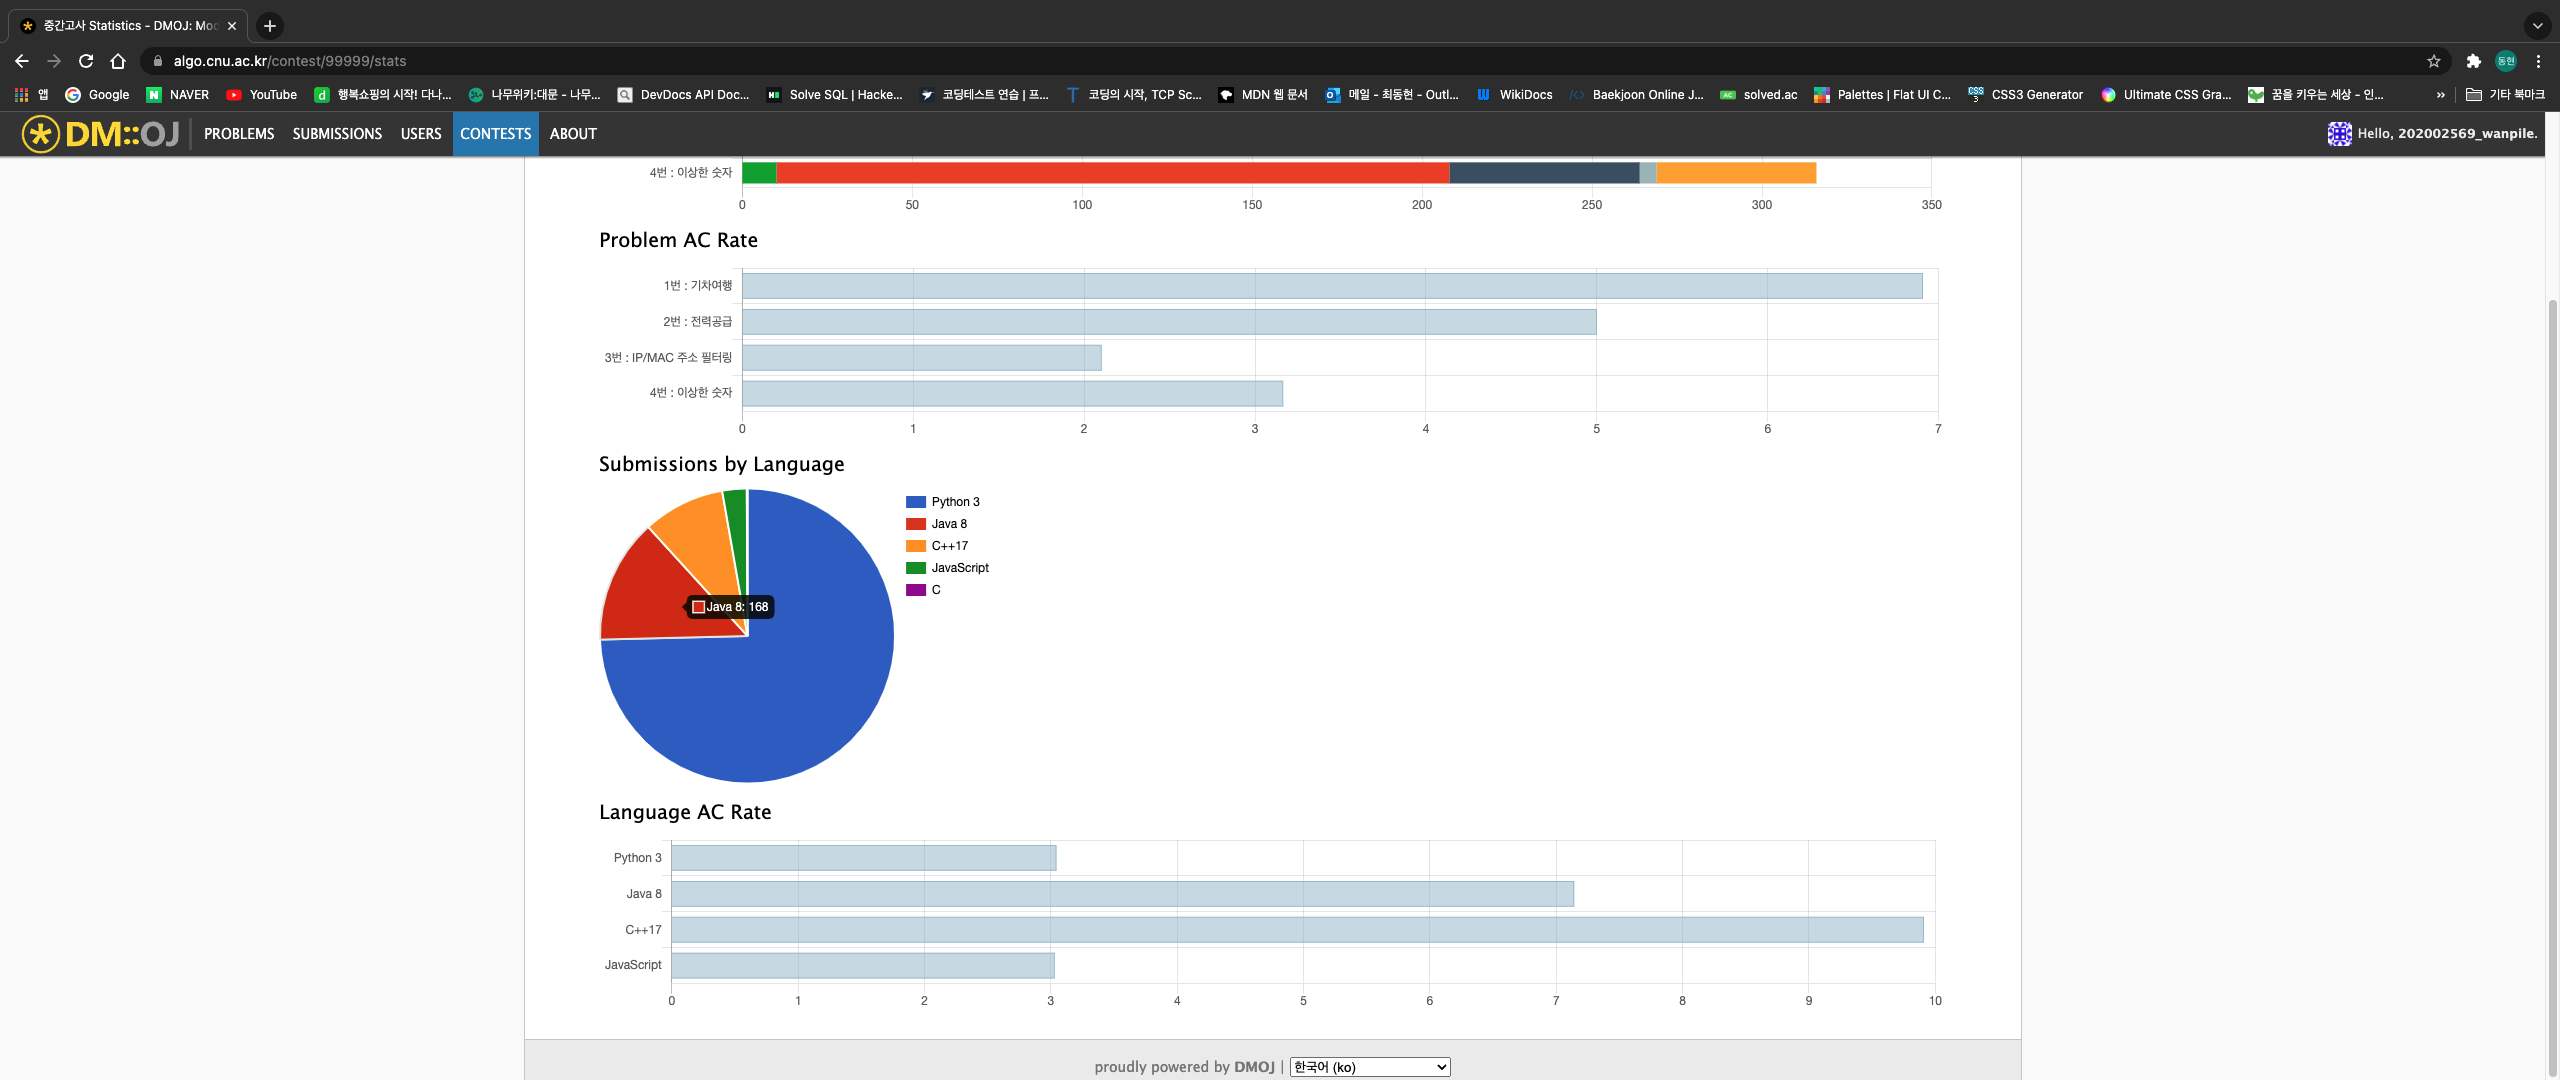 중간고사 Statistics - DMOJ: Moc
algo.cnu.ac.kr/contest/99999/stats
앱 Google NAVER YouTube 행복쇼핑의 시작! 다나... 나무위키:대문 - 나무... DevDocs API Doc... Solve SQL | Hacke... 코딩테스트 연습 | 프... 코딩의 시작, TCP Sc... MDN 웹 문서 메일 - 최동현 - Outl... WikiDocs Baekjoon Online J... solved.ac Palettes | Flat UI C... CSS3 Generator Ultimate CSS Gra... 꿈을 키우는 세상 - 인... » 기타 북마크
동현
DM::OJ PROBLEMS SUBMISSIONS USERS CONTESTS ABOUT Hello, 202002569_wanpile.
4번 : 이상한 숫자
0 50 100 150 200 250 300 350
Problem AC Rate
1번 : 기차여행
2번 : 전력공급
3번 : IP/MAC 주소 필터링
4번 : 이상한 숫자
0 1 2 3 4 5 6 7
Submissions by Language
Python 3
Java 8
C++17
JavaScript
C
Java 8: 168
Language AC Rate
Python 3
Java 8
C++17
JavaScript
0 1 2 3 4 5 6 7 8 9 10
proudly powered by DMOJ | 한국어 (ko)